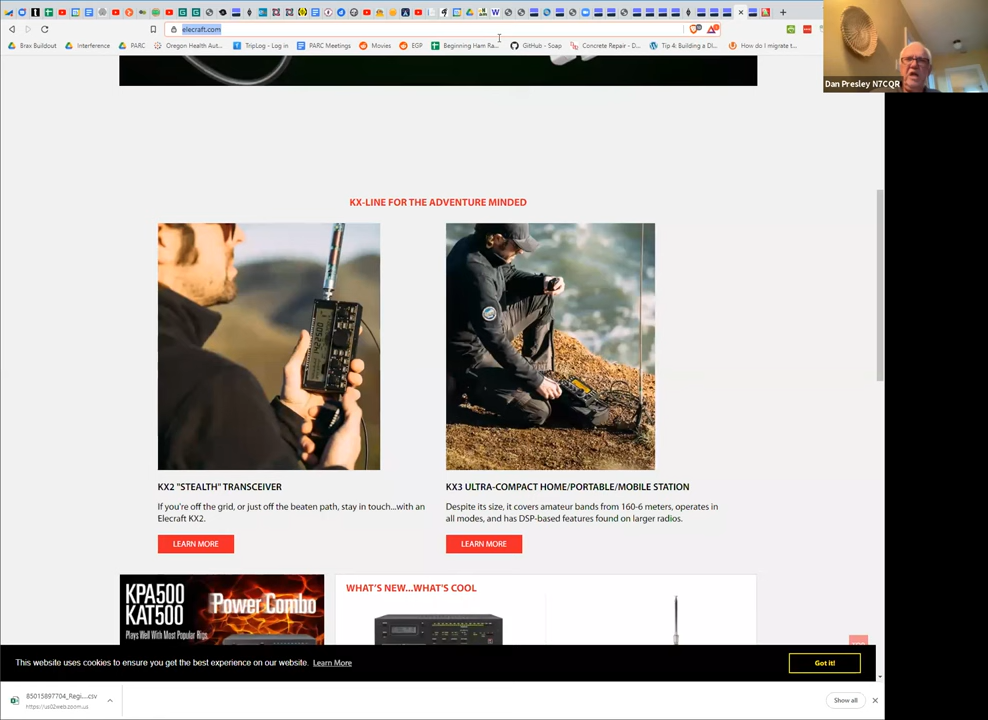 elecraft.com
Brax Buildout
Interference
PARC
Oregon Health Aut...
TripLog - Log in
PARC Meetings
Movies
EGP
Beginning Ham Ra...
GitHub - Soap
Concrete Repair - D...
Tip 4: Building a DI...
How do I migrate t...
Dan Presley N7CQR
KX-LINE FOR THE ADVENTURE MINDED
KX2 "STEALTH" TRANSCEIVER
If you're off the grid, or just off the beaten path, stay in touch...with an
Elecraft KX2.
LEARN MORE
KX3 ULTRA-COMPACT HOME/PORTABLE/MOBILE STATION
Despite its size, it covers amateur bands from 160-6 meters, operates in
all modes, and has DSP-based features found on larger radios.
LEARN MORE
KPA500
KAT500
Power Combo
Plays Well With Most Popular Rigs.
WHAT'S NEW...WHAT'S COOL
This website uses cookies to ensure you get the best experience on our website. Learn More
Got it!
85015897704_Regi....csv
https://us02web.zoom.us
Show all